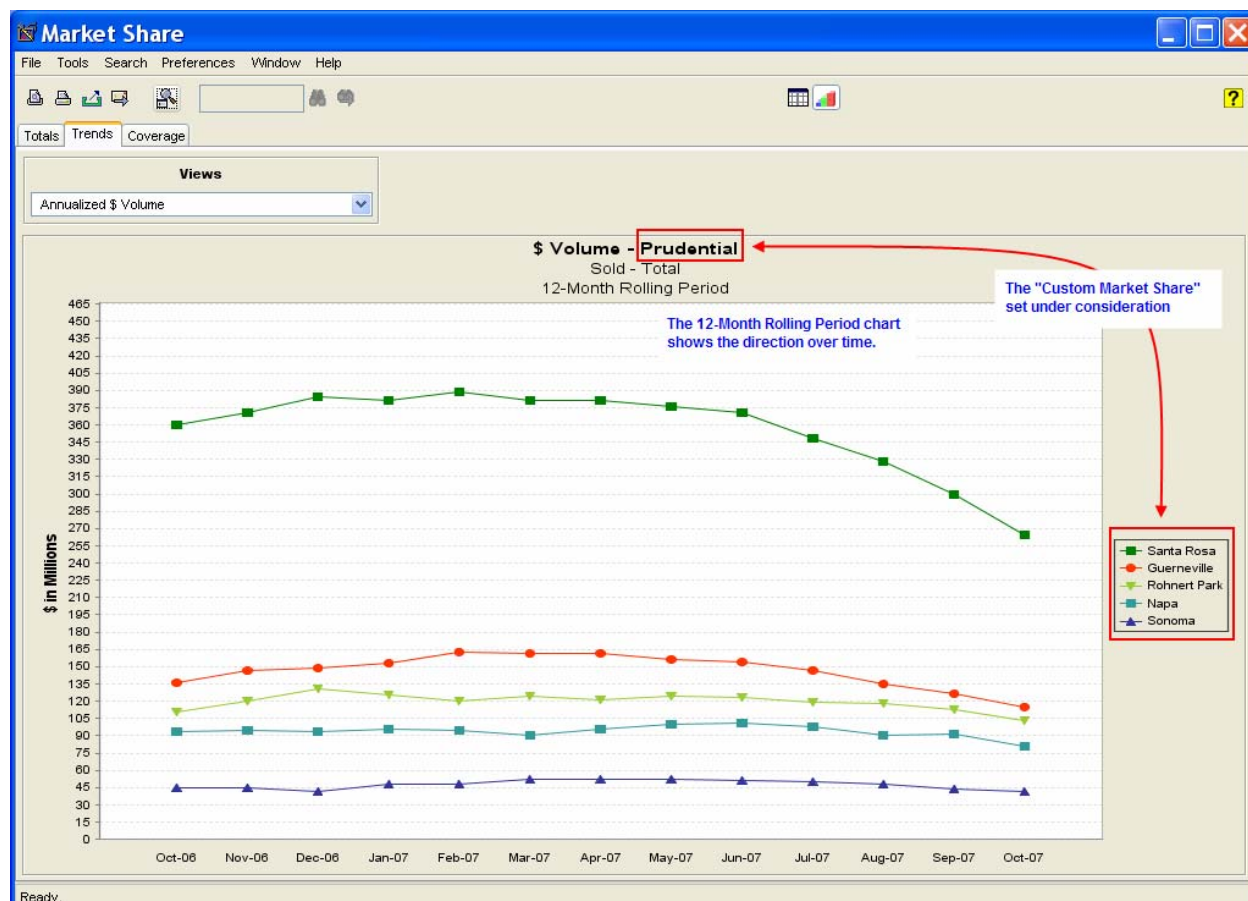 Market Share
File Tools Search Preferences Window Help
?
Totals Trends Coverage
Views
Annualized $ Volume
$ Volume - Prudential
Sold - Total
12-Month Rolling Period
The "Custom Market Share"
set under consideration
The 12-Month Rolling Period chart
shows the direction over time.
$ in Millions
465
450
435
420
405
390
375
360
345
330
315
300
285
270
255
240
225
210
195
180
165
150
135
120
105
90
75
60
45
30
15
0
Santa Rosa
Guerneville
Rohnert Park
Napa
Sonoma
Oct-06 Nov-06 Dec-06 Jan-07 Feb-07 Mar-07 Apr-07 May-07 Jun-07 Jul-07 Aug-07 Sep-07 Oct-07
Ready